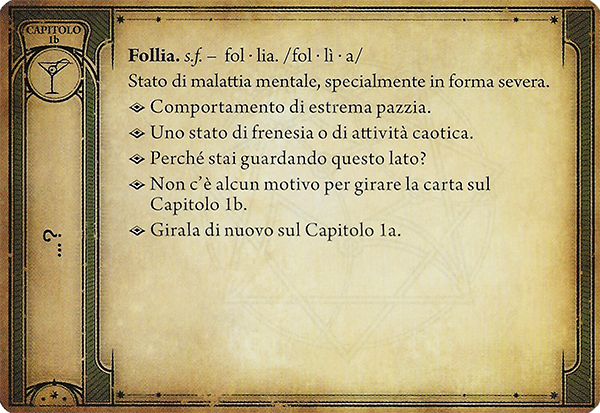 CAPITOLO
1b
Follia. s.f. – fol · lia. /fol · lì · a/
Stato di malattia mentale, specialmente in forma severa.
Comportamento di estrema pazzia.
Uno stato di frenesia o di attività caotica.
Perché stai guardando questo lato?
Non c'è alcun motivo per girare la carta sul
Capitolo 1b.
Girala di nuovo sul Capitolo 1a.
...?